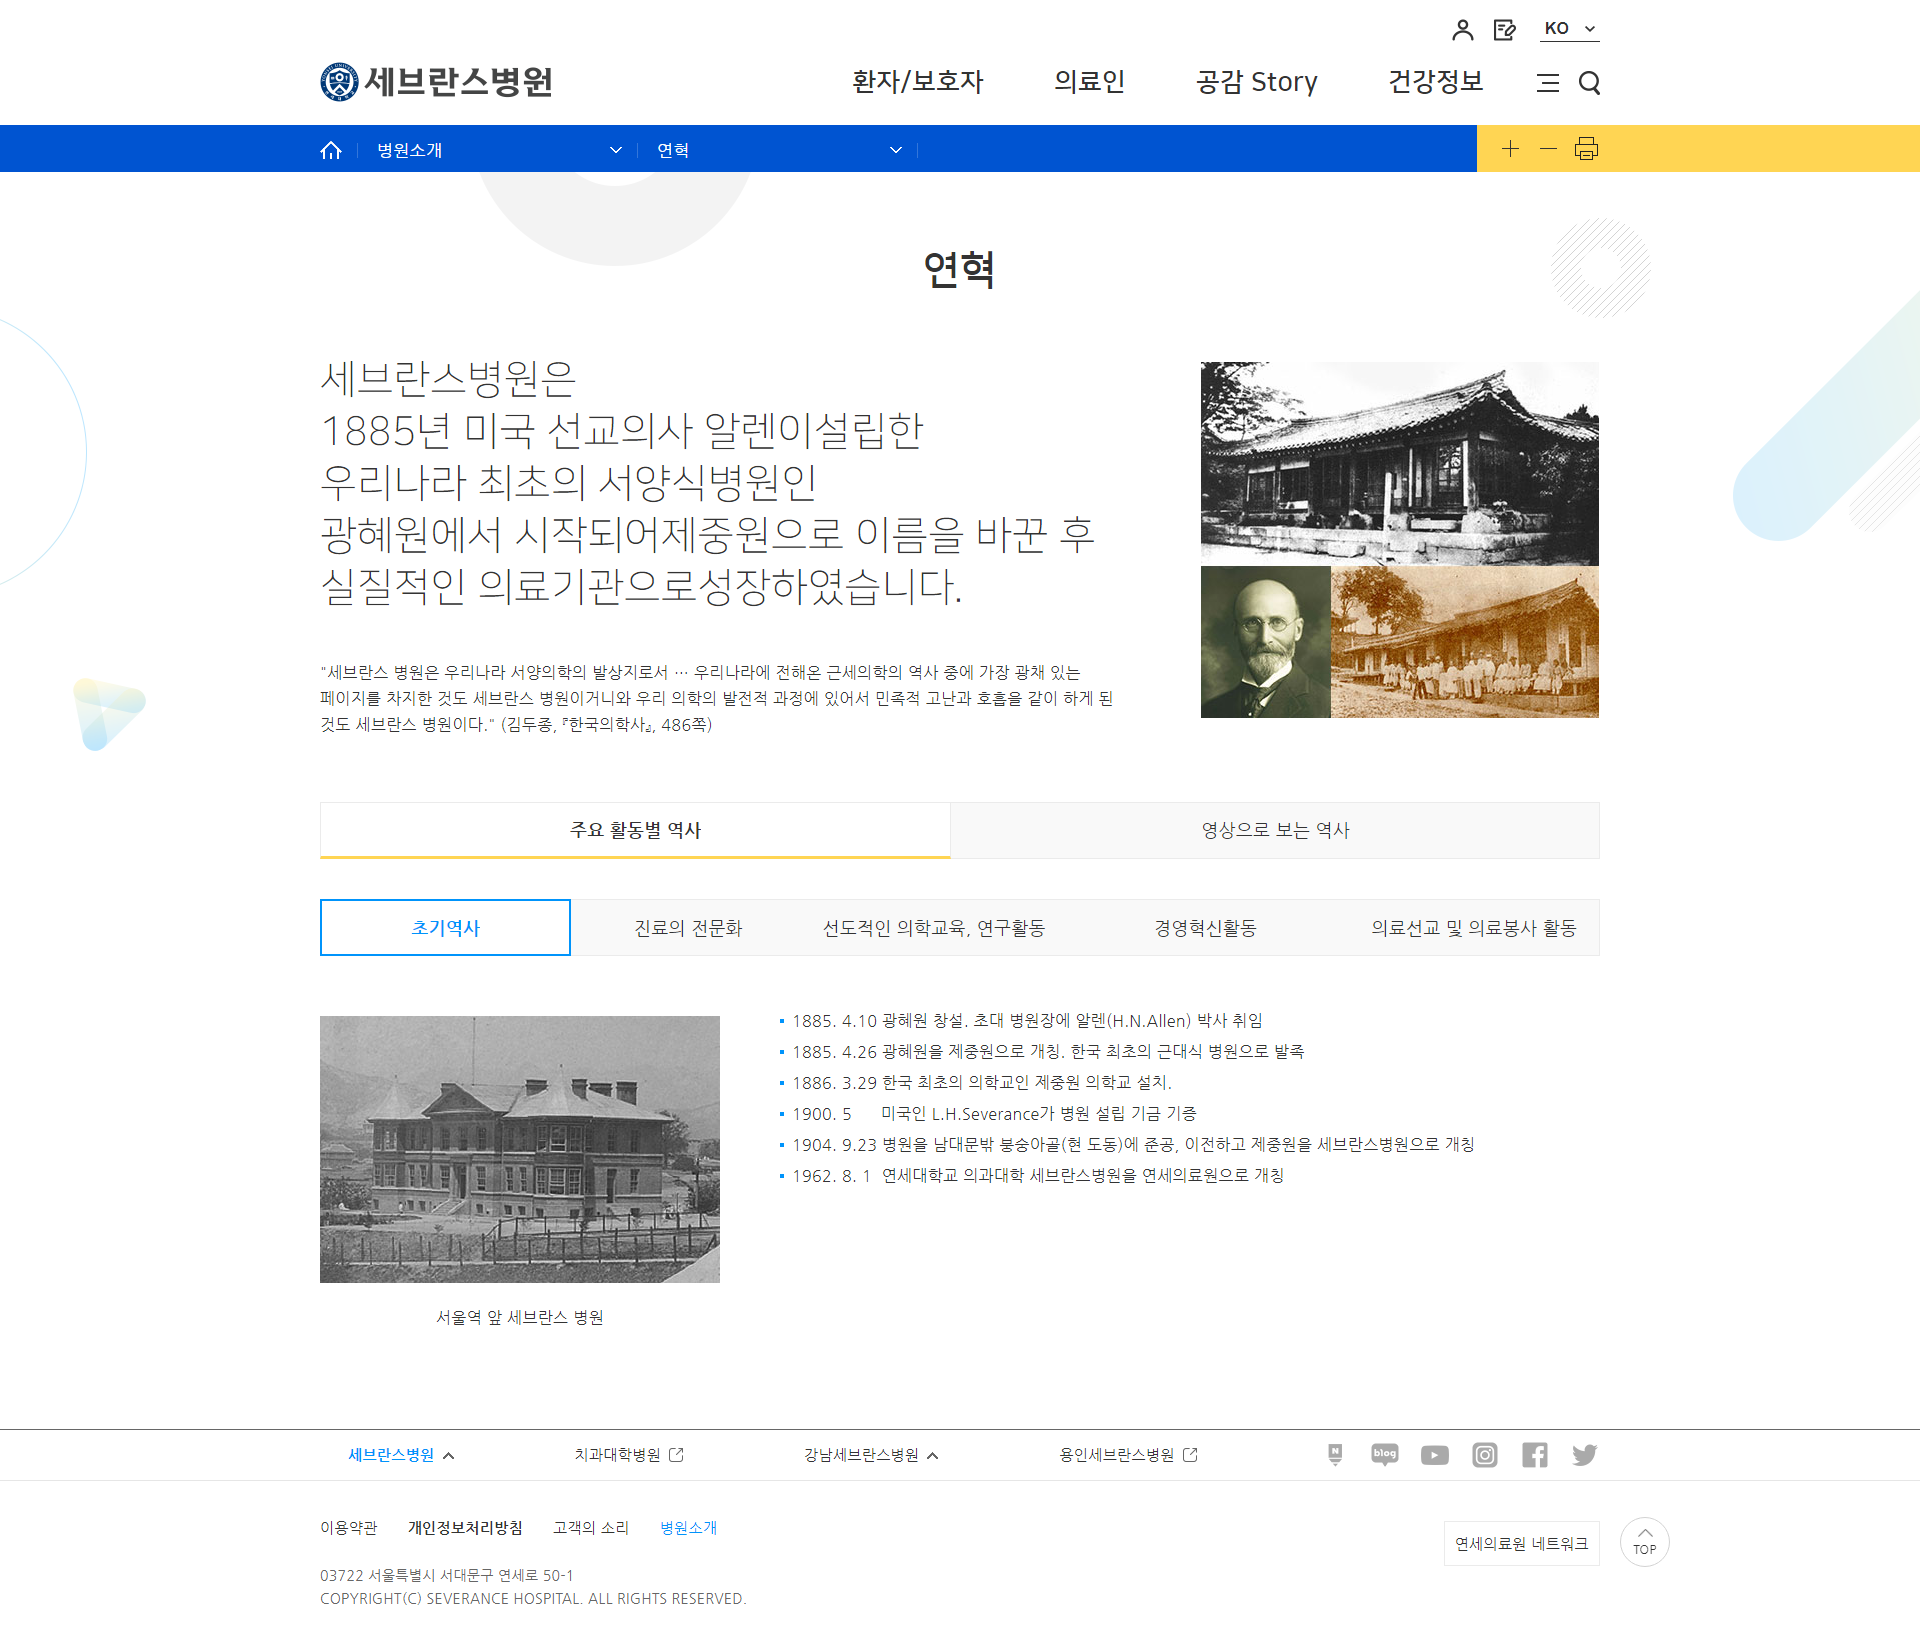 KO
세브란스병원
환자/보호자
의료인
공감 Story
건강정보
병원소개
연혁
연혁
세브란스병원은
1885년 미국 선교의사 알렌이설립한
우리나라 최초의 서양식병원인
광혜원에서 시작되어제중원으로 이름을 바꾼 후
실질적인 의료기관으로성장하였습니다.
"세브란스 병원은 우리나라 서양의학의 발상지로서 … 우리나라에 전해온 근세의학의 역사 중에 가장 광채 있는
페이지를 차지한 것도 세브란스 병원이거니와 우리 의학의 발전적 과정에 있어서 민족적 고난과 호흡을 같이 하게 된
것도 세브란스 병원이다." (김두종, 『한국의학사』, 486쪽)
주요 활동별 역사
영상으로 보는 역사
초기역사
진료의 전문화
선도적인 의학교육, 연구활동
경영혁신활동
의료선교 및 의료봉사 활동
1885. 4.10 광혜원 창설. 초대 병원장에 알렌(H.N.Allen) 박사 취임
1885. 4.26 광혜원을 제중원으로 개칭. 한국 최초의 근대식 병원으로 발족
1886. 3.29 한국 최초의 의학교인 제중원 의학교 설치.
1900. 5 미국인 L.H.Severance가 병원 설립 기금 기증
1904. 9.23 병원을 남대문밖 복숭아골(현 도동)에 준공, 이전하고 제중원을 세브란스병원으로 개칭
1962. 8. 1 연세대학교 의과대학 세브란스병원을 연세의료원으로 개칭
서울역 앞 세브란스 병원
세브란스병원
치과대학병원
강남세브란스병원
용인세브란스병원
N
blog
이용약관
개인정보처리방침
고객의 소리
병원소개
연세의료원 네트워크
TOP
03722 서울특별시 서대문구 연세로 50-1
COPYRIGHT(C) SEVERANCE HOSPITAL. ALL RIGHTS RESERVED.